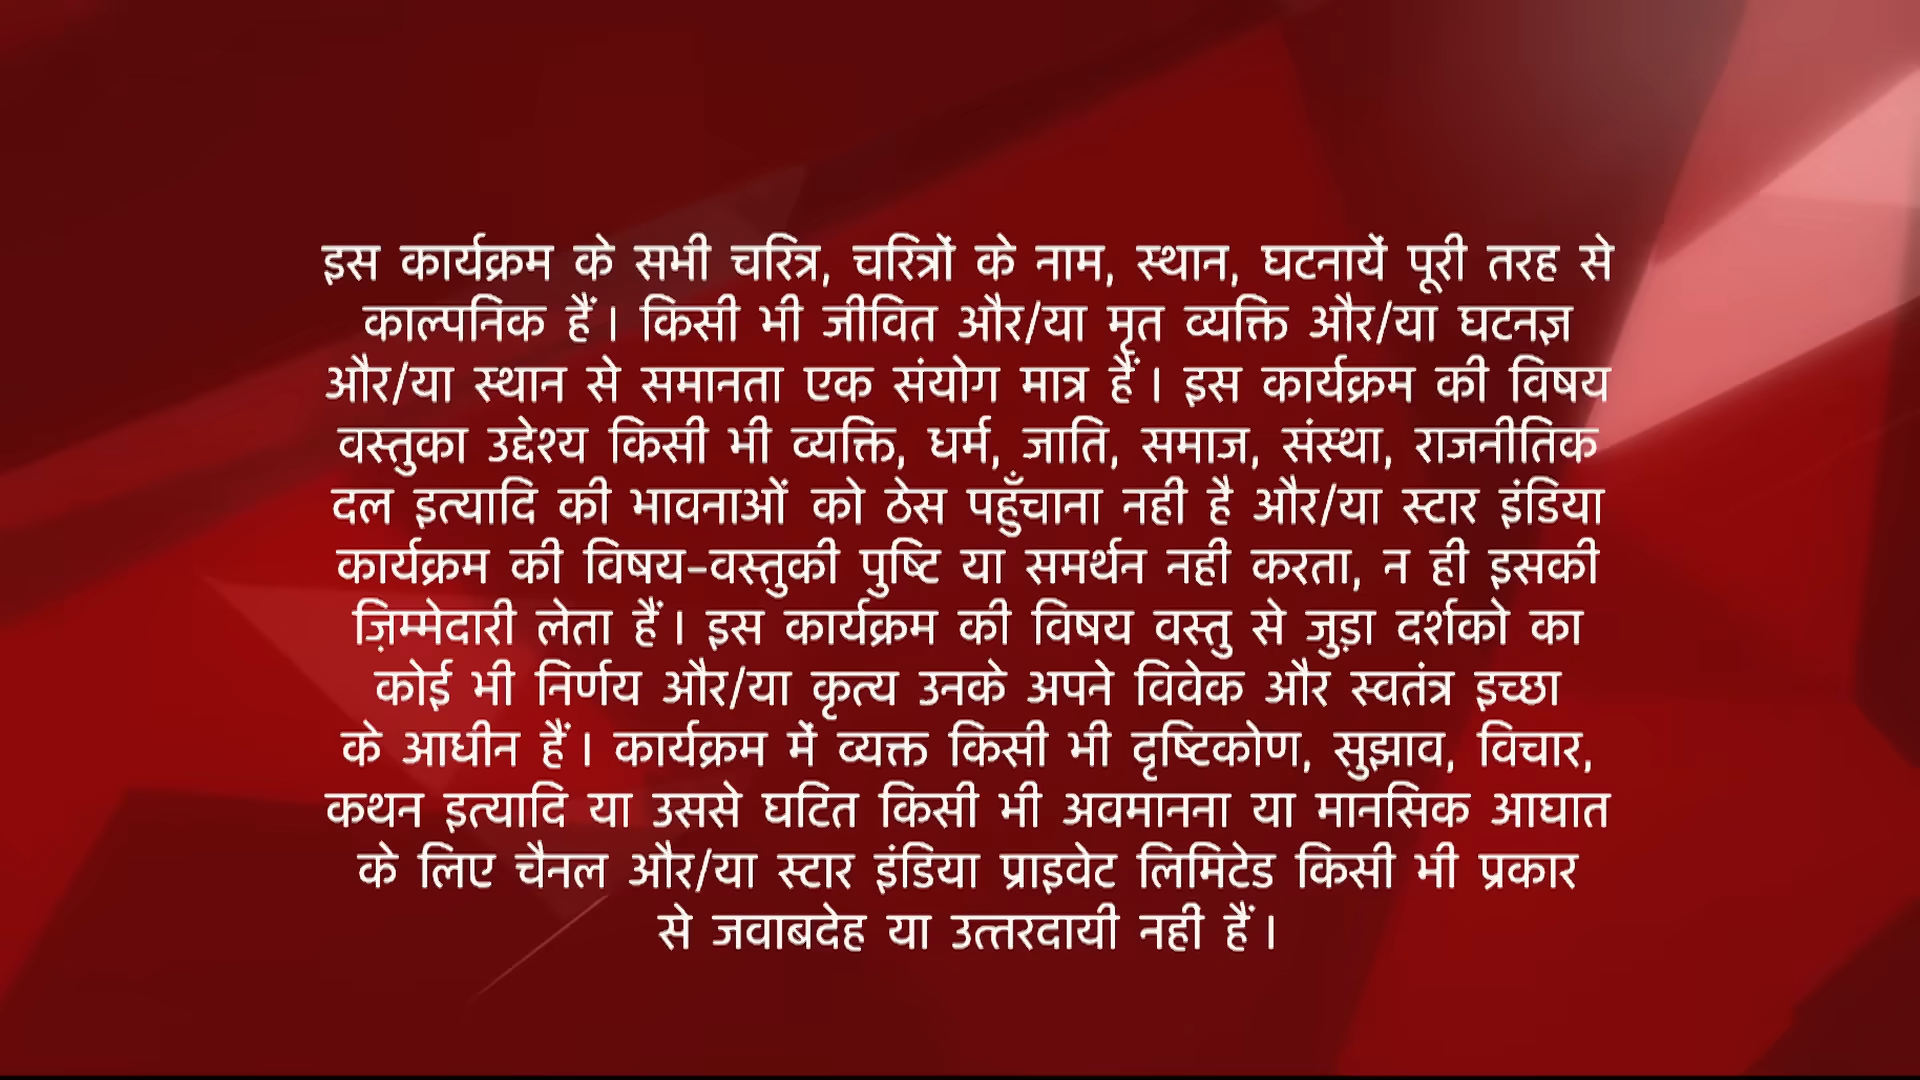 इस कार्यक्रम के सभी चरित्र, चरित्रों के नाम, स्थान, घटनायें पूरी तरह से
काल्पनिक हैं। किसी भी जीवित और/या मृत व्यक्ति और/या घटनज्ञ
और/या स्थान से समानता एक संयोग मात्र हैं। इस कार्यक्रम की विषय
वस्तुका उद्देश्य किसी भी व्यक्ति, धर्म, जाति, समाज, संस्था, राजनीतिक
दल इत्यादि की भावनाओं को ठेस पहुँचाना नहीं है और/या स्टार इंडिया
कार्यक्रम की विषय-वस्तुकी पुष्टि या समर्थन नहीं करता, न ही इसकी
ज़िम्मेदारी लेता हैं। इस कार्यक्रम की विषय वस्तु से जुड़ा दर्शको का
कोई भी निर्णय और/या कृत्य उनके अपने विवेक और स्वतंत्र इच्छा
के आधीन हैं। कार्यक्रम में व्यक्त किसी भी दृष्टिकोण, सुझाव, विचार,
कथन इत्यादि या उससे घटित किसी भी अवमानना या मानसिक आघात
के लिए चैनल और/या स्टार इंडिया प्राइवेट लिमिटेड किसी भी प्रकार
से जवाबदेह या उत्तरदायी नहीं हैं।